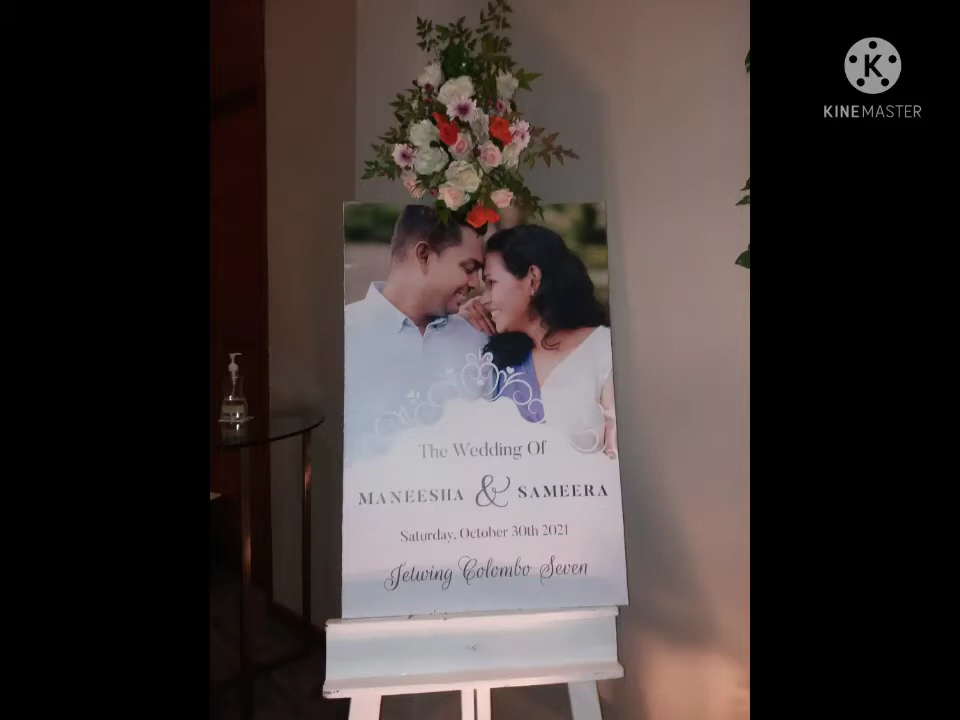 K
KINEMASTER
The Wedding Of
MANEESHA & SAMEERA
Saturday, October 30th 2021
Jetwing Colombo Seven